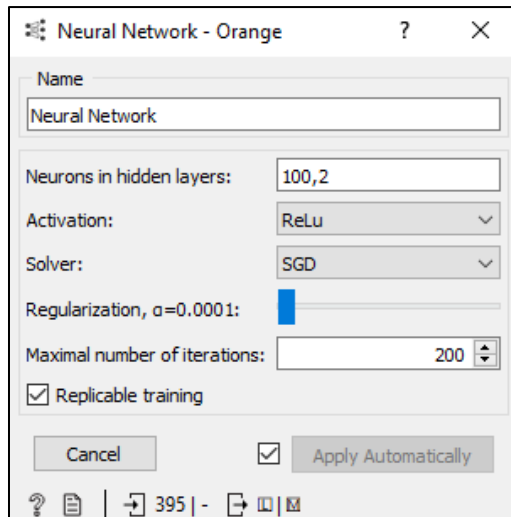 Neural Network - Orange ?
Name
Neural Network
Neurons in hidden layers: 100,2
Activation: ReLu
Solver: SGD
Regularization, α=0.0001:
Maximal number of iterations: 200
Replicable training
Cancel Apply Automatically
? 395 | - L | M